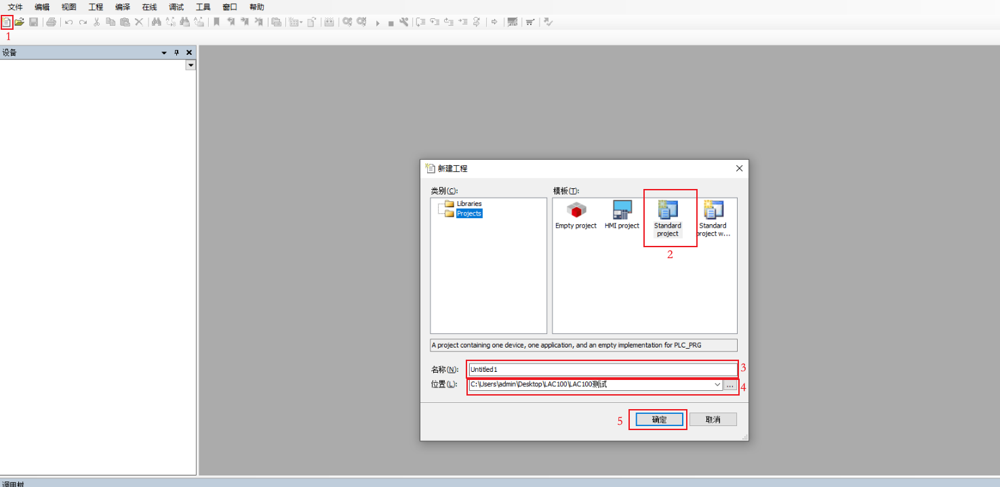 文件 编辑 视图 工程 编译 在线 调试 工具 窗口 帮助
1
设备
新建工程
类别(C):
模板(T):
Libraries
Projects
Empty project
HMI project
Standard
project
Standard
project w...
2
A project containing one device, one application, and an empty implementation for PLC_PRG
名称(N):
Untitled1
3
位置(L):
C:\Users\admin\Desktop\LAC100\LAC100测试
...
4
5
确定
取消
调用树